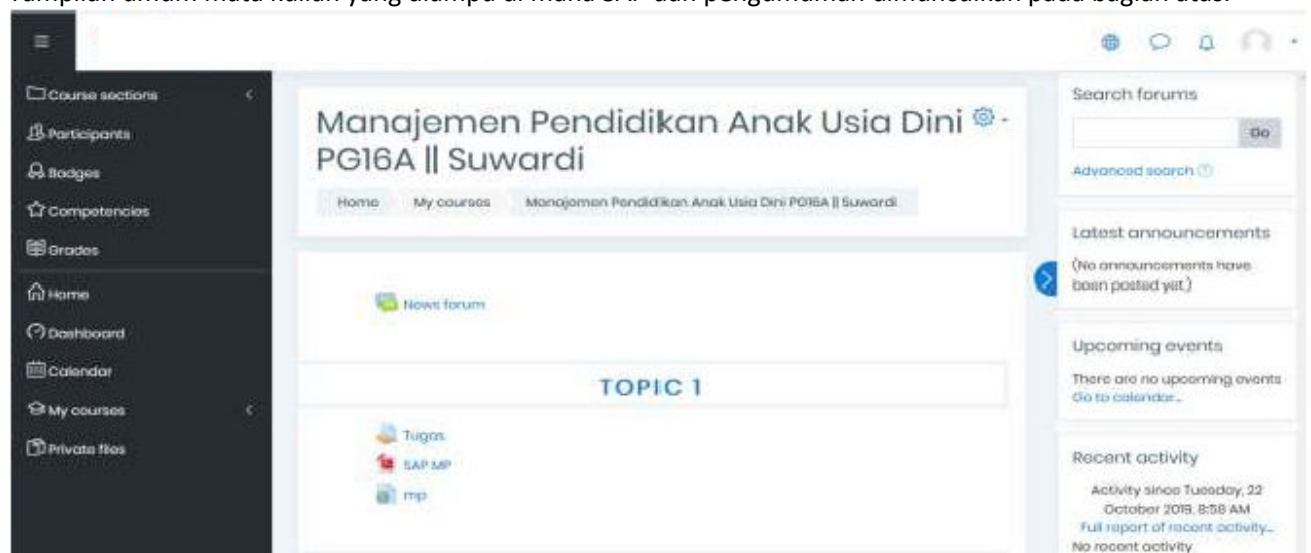 Tampilan umum mata kuliah yang diampu di mana SAP dan pengumuman dimunculkan pada bagian atas.
Course sections
Participants
Badges
Competencies
Grades
Home
Dashboard
Calendar
My courses
Private files
Manajemen Pendidikan Anak Usia Dini
PG16A || Suwardi
Home My courses Manajemen Pendidikan Anak Usia Dini PG16A || Suwardi
News forum
TOPIC 1
Tugas
SAP MP
mp
Search forums
Go
Advanced search
Latest announcements
(No announcements have
been posted yet.)
Upcoming events
There are no upcoming events
Go to calendar...
Recent activity
Activity since Tuesday, 22
October 2019, 8:58 AM
Full report of recent activity...
No recent activity